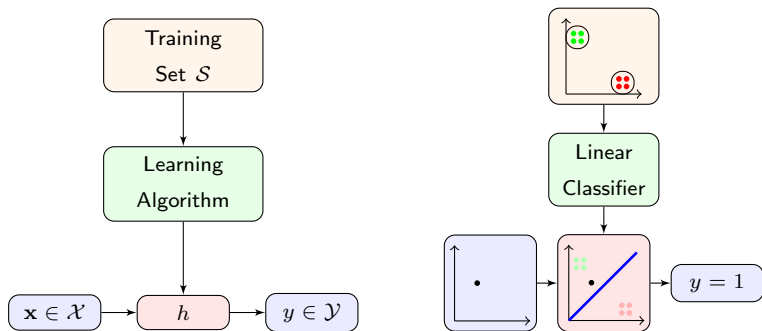 Training
Set 𝒮
Learning
Algorithm
𝐱 ∈ 𝒳
h
y ∈ 𝒴
Linear
Classifier
y = 1